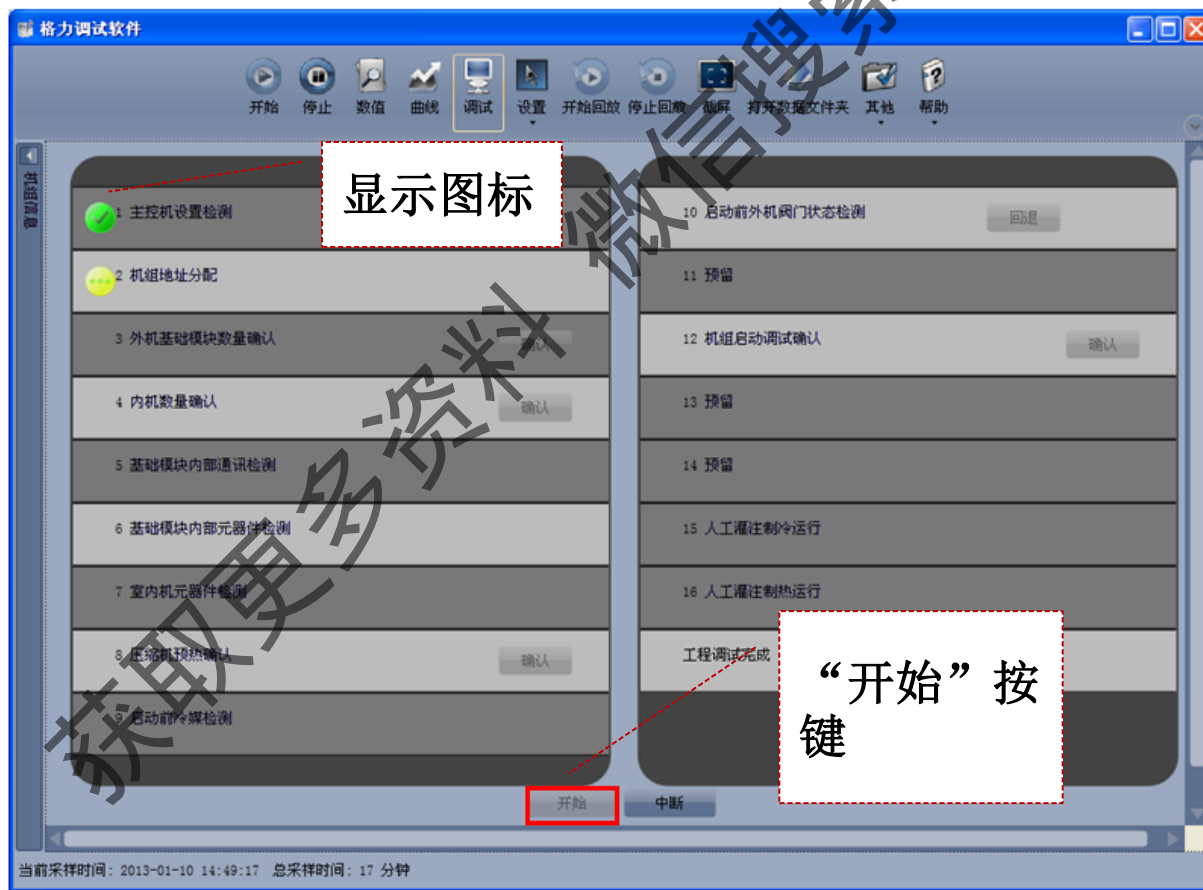 格力调试软件
开始 停止 数值 曲线 调试 设置 开始回放 停止回放 截屏 打开数据文件夹 其他 帮助
机组信息
显示图标
1 主控机设置检测
2 机组地址分配
3 外机基础模块数量确认 确认
4 内机数量确认 确认
5 基础模块内部通讯检测
6 基础模块内部元器件检测
7 室内机元器件检测
8 压缩机预热确认 确认
9 启动前冷媒检测
10 启动前外机阀门状态检测 回退
11 预留
12 机组启动调试确认 确认
13 预留
14 预留
15 人工灌注制冷运行
16 人工灌注制热运行
工程调试完成
“开始”按
键
开始 中断
当前采样时间: 2013-01-10 14:49:17 总采样时间: 17 分钟
获取更多资料 微信搜索